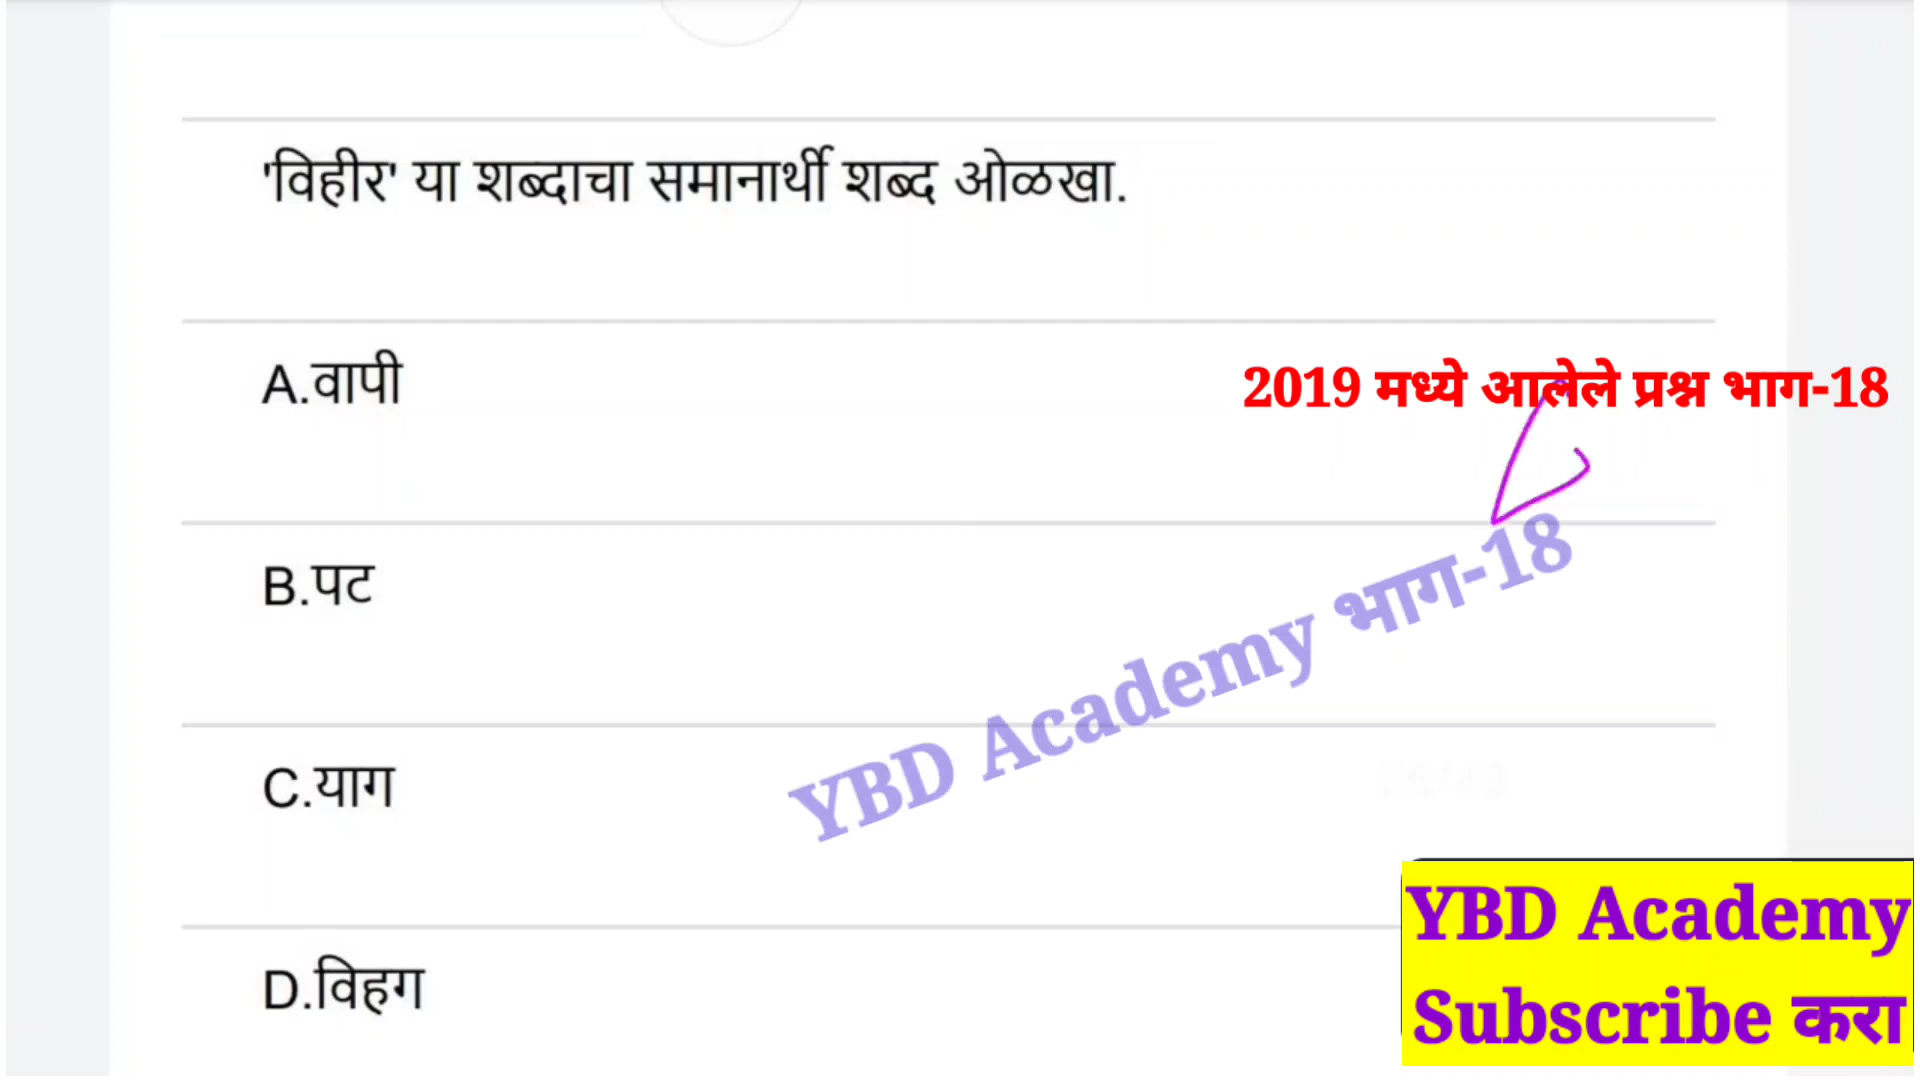 'विहीर' या शब्दाचा समानार्थी शब्द ओळखा.
A.वापी
2019 मध्ये आलेले प्रश्न भाग-18
B.पट
YBD Academy भाग-18
C.याग
D.विहग
YBD Academy
Subscribe करा